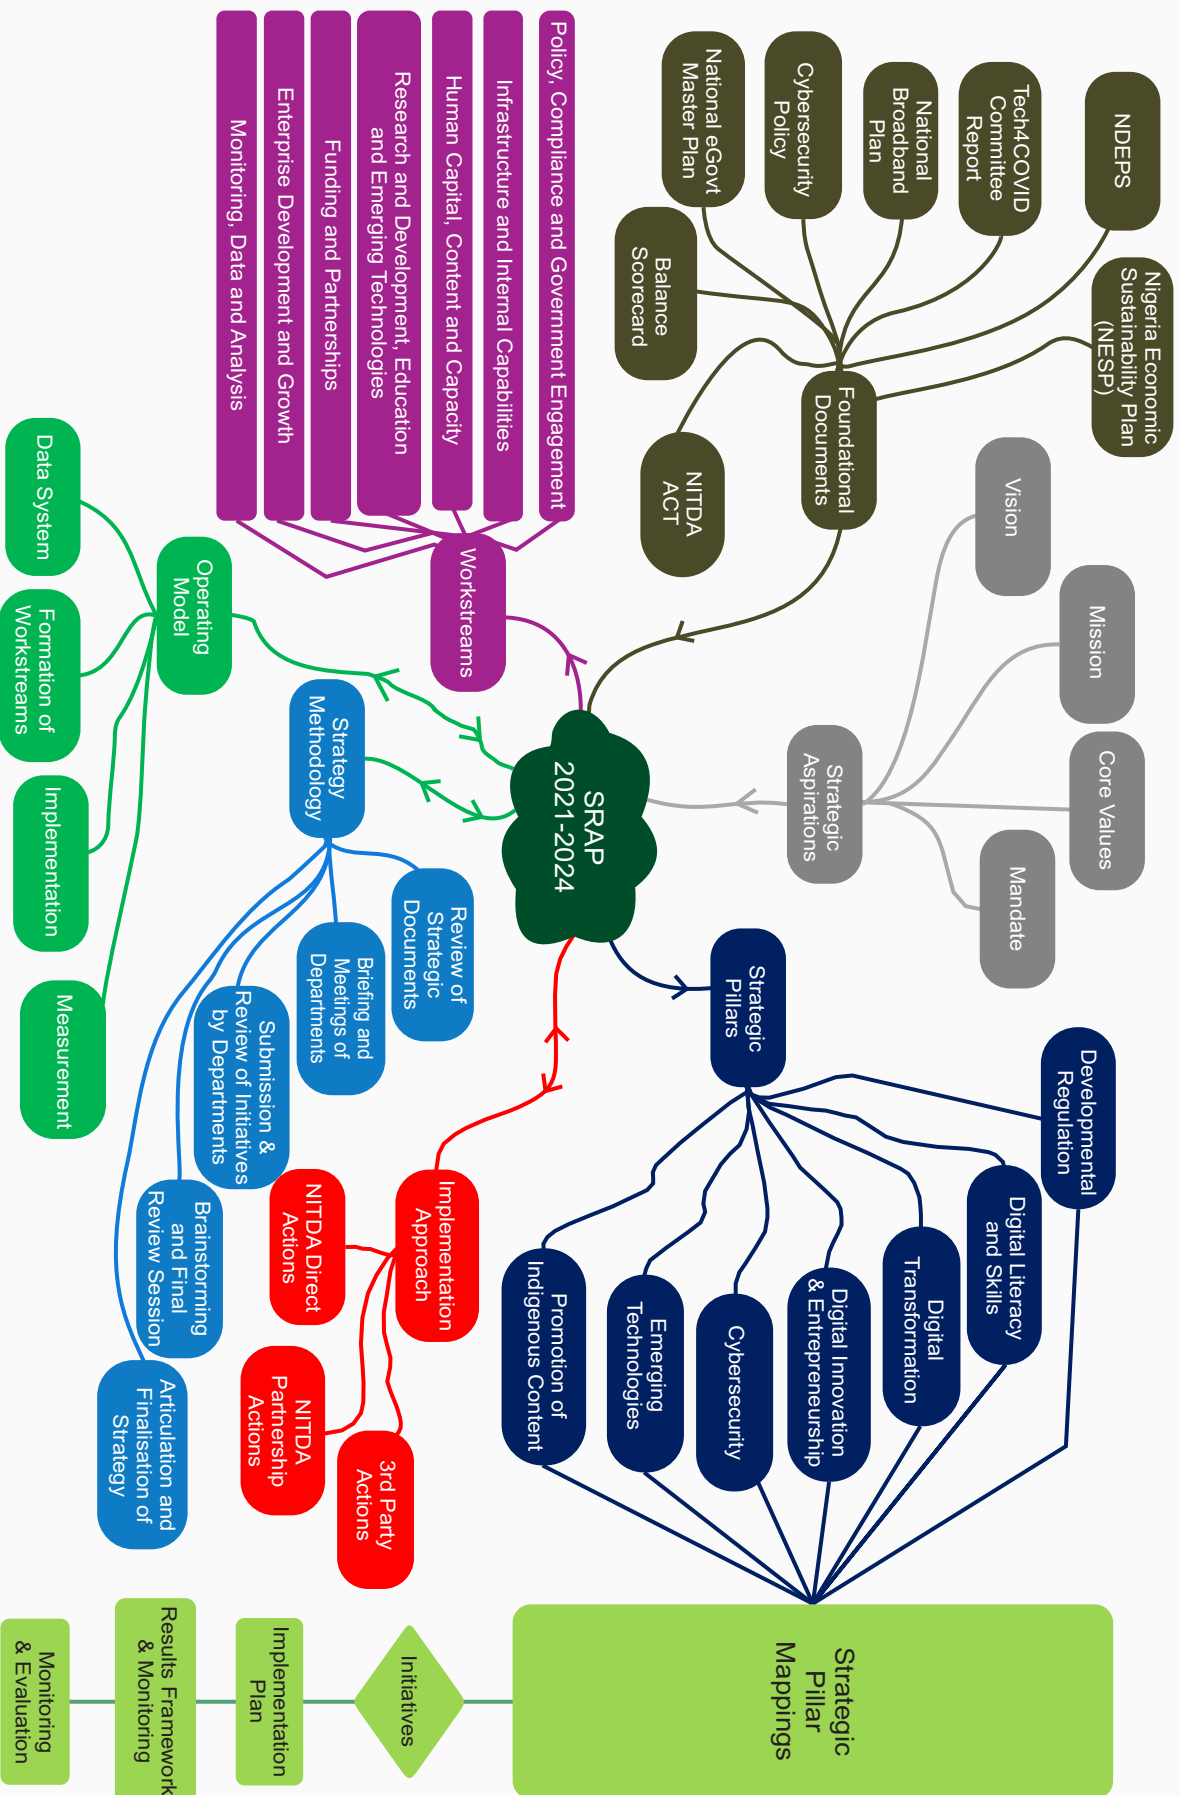 NDEPS
Nigeria Economic
Sustainability Plan
(NESP)
Tech4COVID
Committee
Report
National
Broadband
Plan
Cybersecurity
Policy
National eGovt
Master Plan
Balance
Scorecard
NITDA
ACT
Foundational
Documents
Vision
Mission
Core Values
Mandate
Strategic
Aspirations
Policy, Compliance and Government Engagement
Infrastructure and Internal Capabilities
Human Capital, Content and Capacity
Research and Development, Education
and Emerging Technologies
Funding and Partnerships
Enterprise Development and Growth
Monitoring, Data and Analysis
Workstreams
SRAP
2021-2024
Operating
Model
Data System
Formation of
Workstreams
Implementation
Measurement
Strategy
Methodology
Review of
Strategic
Documents
Briefing and
Meetings of
Departments
Submission &
Review of Initiatives
by Departments
Brainstorming
and Final
Review Session
Articulation and
Finalisation of
Strategy
Implementation
Approach
NITDA Direct
Actions
NITDA
Partnership
Actions
3rd Party
Actions
Strategic
Pillars
Developmental
Regulation
Digital Literacy
and Skills
Digital
Transformation
Digital Innovation
& Entrepreneurship
Cybersecurity
Emerging
Technologies
Promotion of
Indigenous Content
Strategic
Pillar
Mappings
Initiatives
Implementation
Plan
Results Framework
& Monitoring
Monitoring
& Evaluation